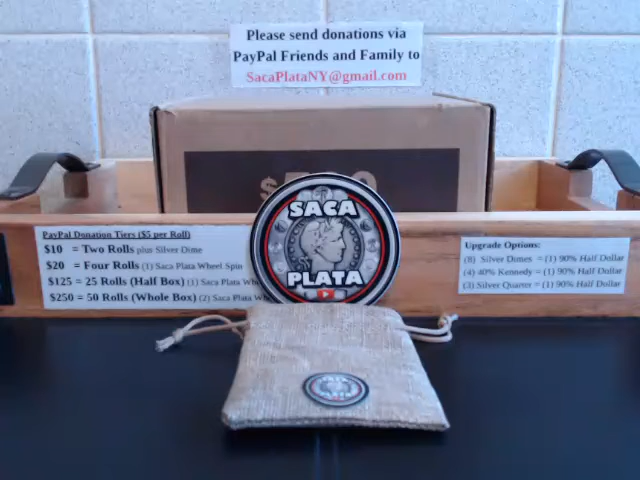 Please send donations via
PayPal Friends and Family to
SacaPlataNY@gmail.com
SACA
PLATA
PayPal Donation Tiers ($5 per Roll)
$10 = Two Rolls plus Silver Dime
$20 = Four Rolls (1) Saca Plata Wheel Spin
$125 = 25 Rolls (Half Box) (1) Saca Plata Wh
$250 = 50 Rolls (Whole Box) (2) Saca Plata Wh
Upgrade Options:
(8) Silver Dimes = (1) 90% Half Dollar
(4) 40% Kennedy = (1) 90% Half Dollar
(3) Silver Quarter = (1) 90% Half Dollar
PLATA